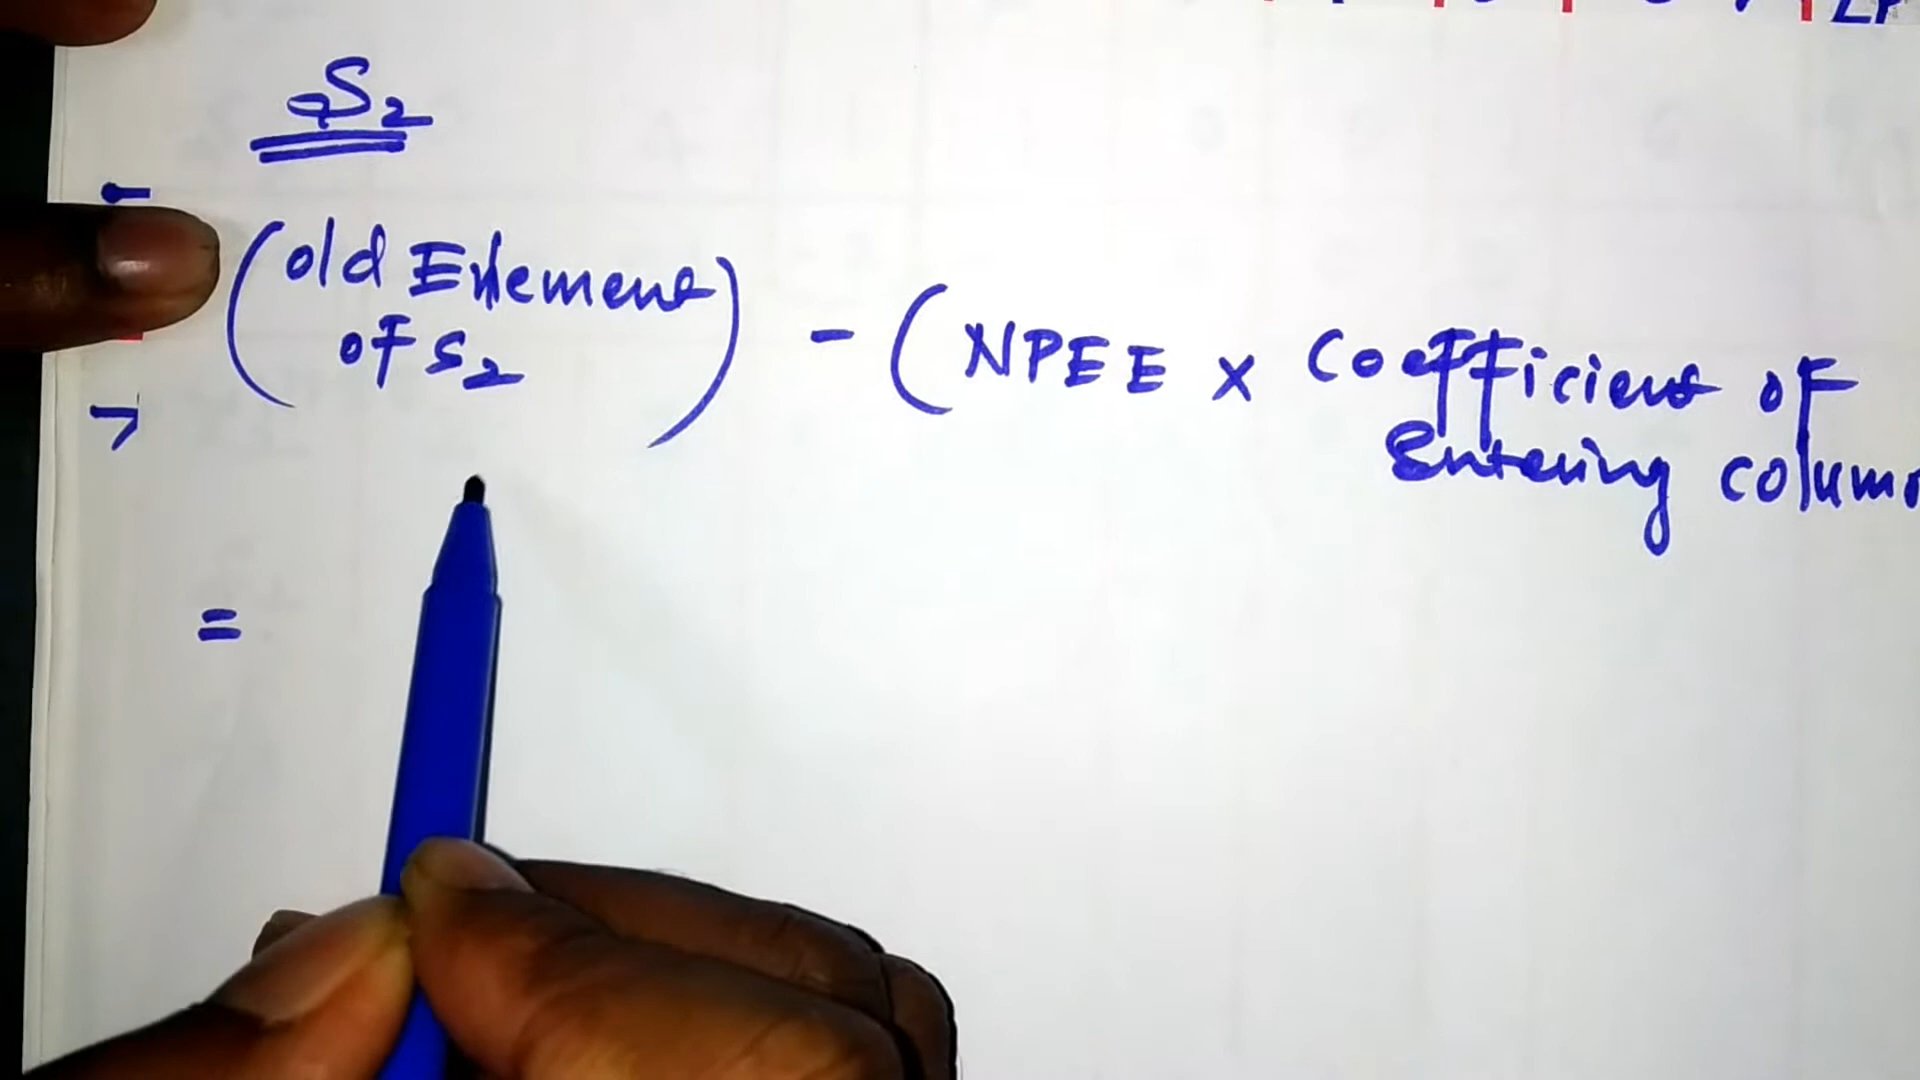 S2
(old Element of S2) - (NPEE x Coefficient of Entering column
=